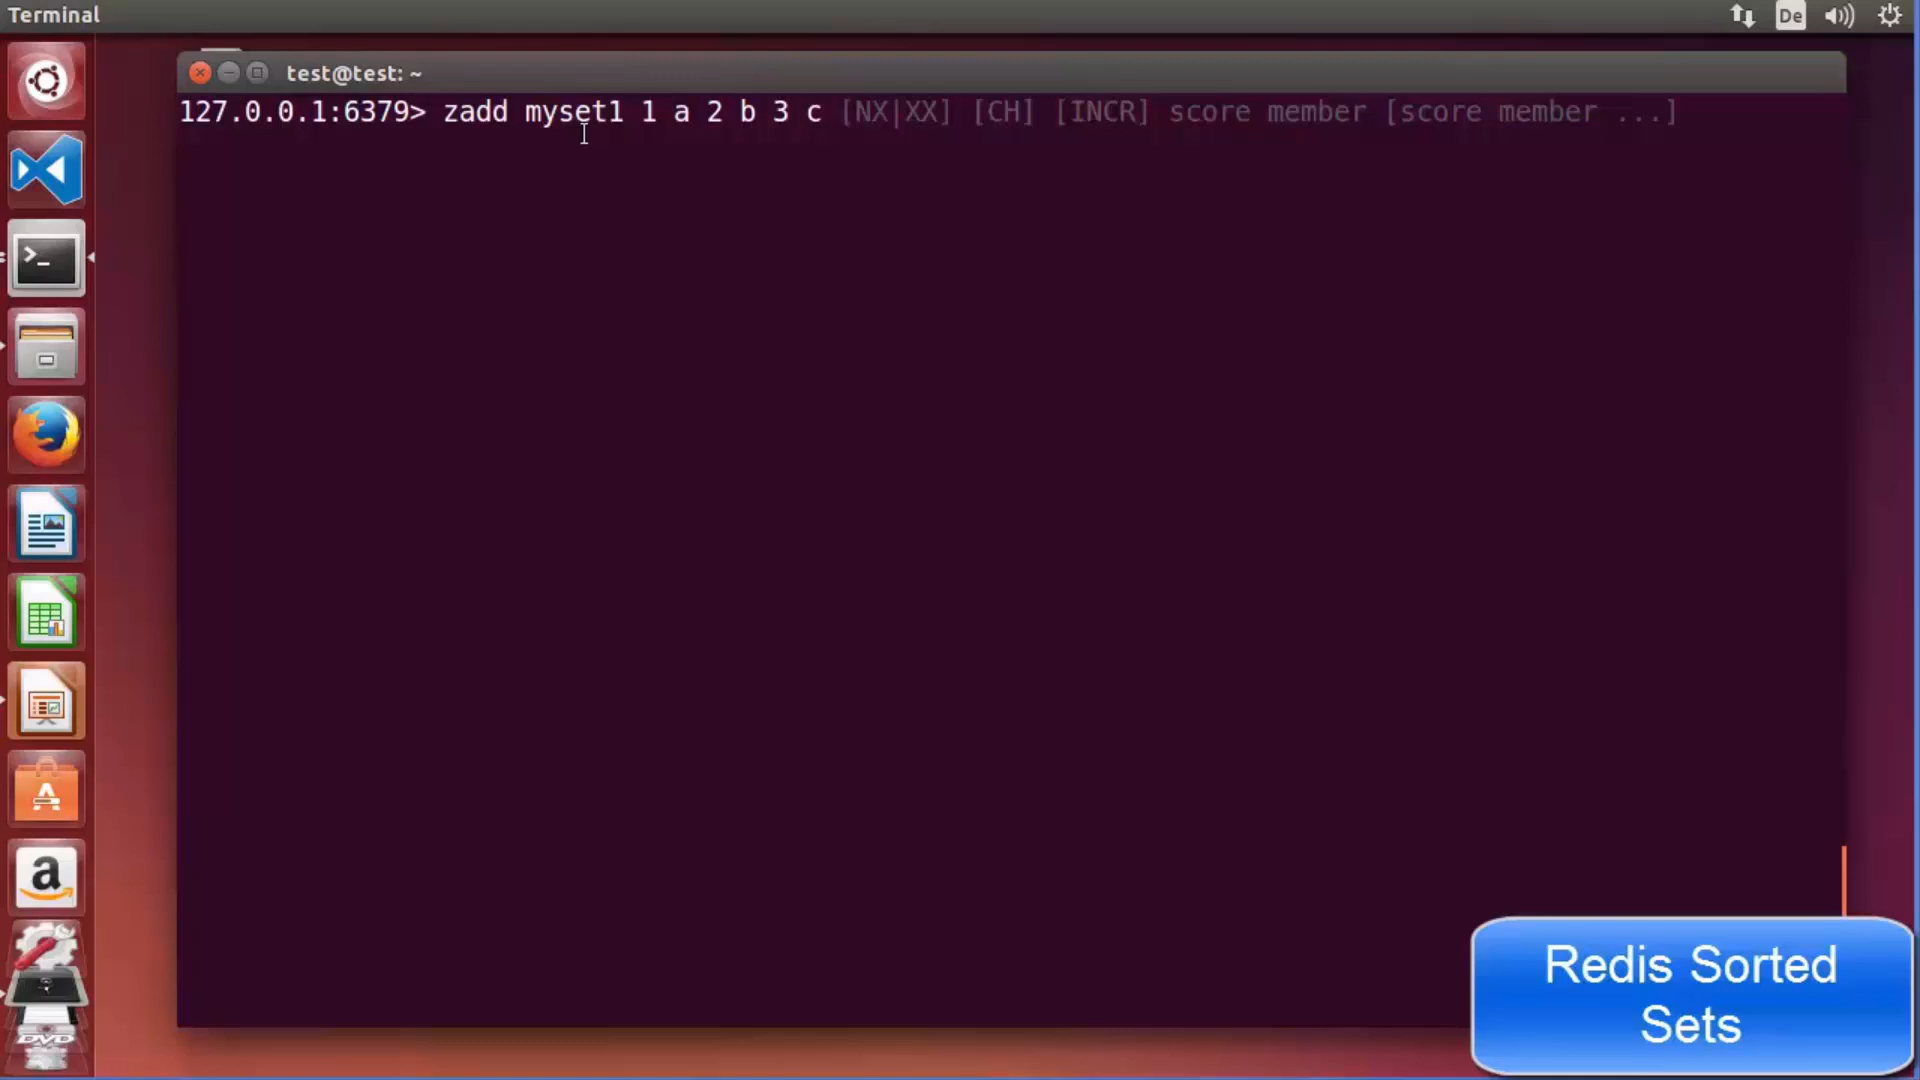 Terminal
De
test@test: ~
127.0.0.1:6379> zadd myset1 1 a 2 b 3 c [NX|XX] [CH] [INCR] score member [score member ...]
>_
A
a
DVD
Redis Sorted
Sets